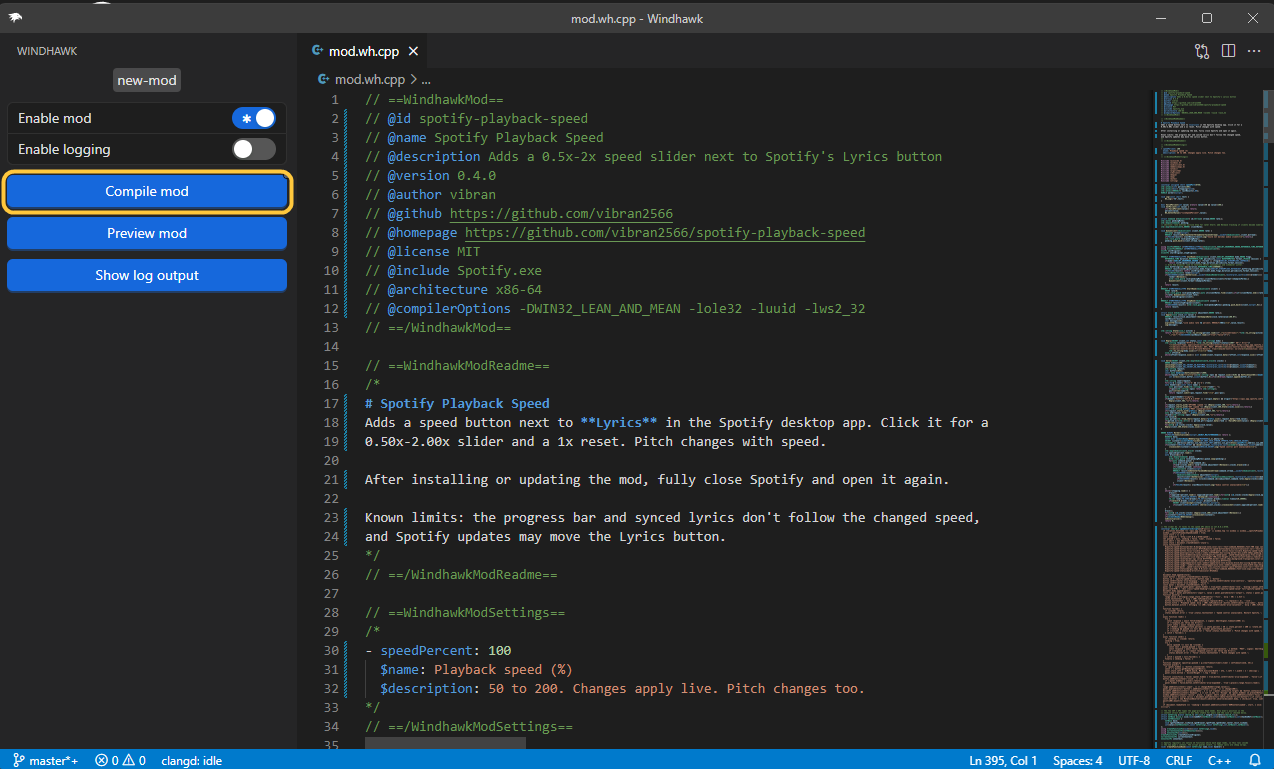 mod.wh.cpp - Windhawk
WINDHAWK
new-mod
Enable mod
Enable logging
Compile mod
Preview mod
Show log output
mod.wh.cpp
mod.wh.cpp > ...
1 // ==WindhawkMod==
2 // @id spotify-playback-speed
3 // @name Spotify Playback Speed
4 // @description Adds a 0.5x-2x speed slider next to Spotify's Lyrics button
5 // @version 0.4.0
6 // @author vibran
7 // @github https://github.com/vibran2566
8 // @homepage https://github.com/vibran2566/spotify-playback-speed
9 // @license MIT
10 // @include Spotify.exe
11 // @architecture x86-64
12 // @compilerOptions -DWIN32_LEAN_AND_MEAN -lole32 -luuid -lws2_32
13 // ==/WindhawkMod==
14
15 // ==WindhawkModReadme==
16 /*
17 # Spotify Playback Speed
18 Adds a speed button next to **Lyrics** in the Spotify desktop app. Click it for a
19 0.50x-2.00x slider and a 1x reset. Pitch changes with speed.
20
21 After installing or updating the mod, fully close Spotify and open it again.
22
23 Known limits: the progress bar and synced lyrics won't follow the changed speed,
24 and Spotify updates may move the Lyrics button.
25 */
26 // ==/WindhawkModReadme==
27
28 // ==WindhawkModSettings==
29 /*
30 - speedPercent: 100
31 $name: Playback speed (%)
32 $description: 50 to 200. Changes apply live. Pitch changes too.
33 */
34 // ==/WindhawkModSettings==
35
master*+ 0 0 clangd: idle Ln 395, Col 1 Spaces: 4 UTF-8 CRLF C++